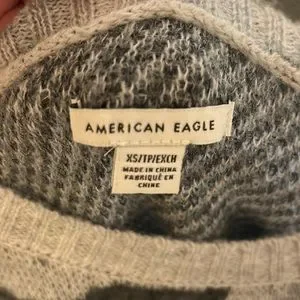 AMERICAN EAGLE
XS/TP/EXCH
MADE IN CHINA
FABRIQUÉ EN
CHINE